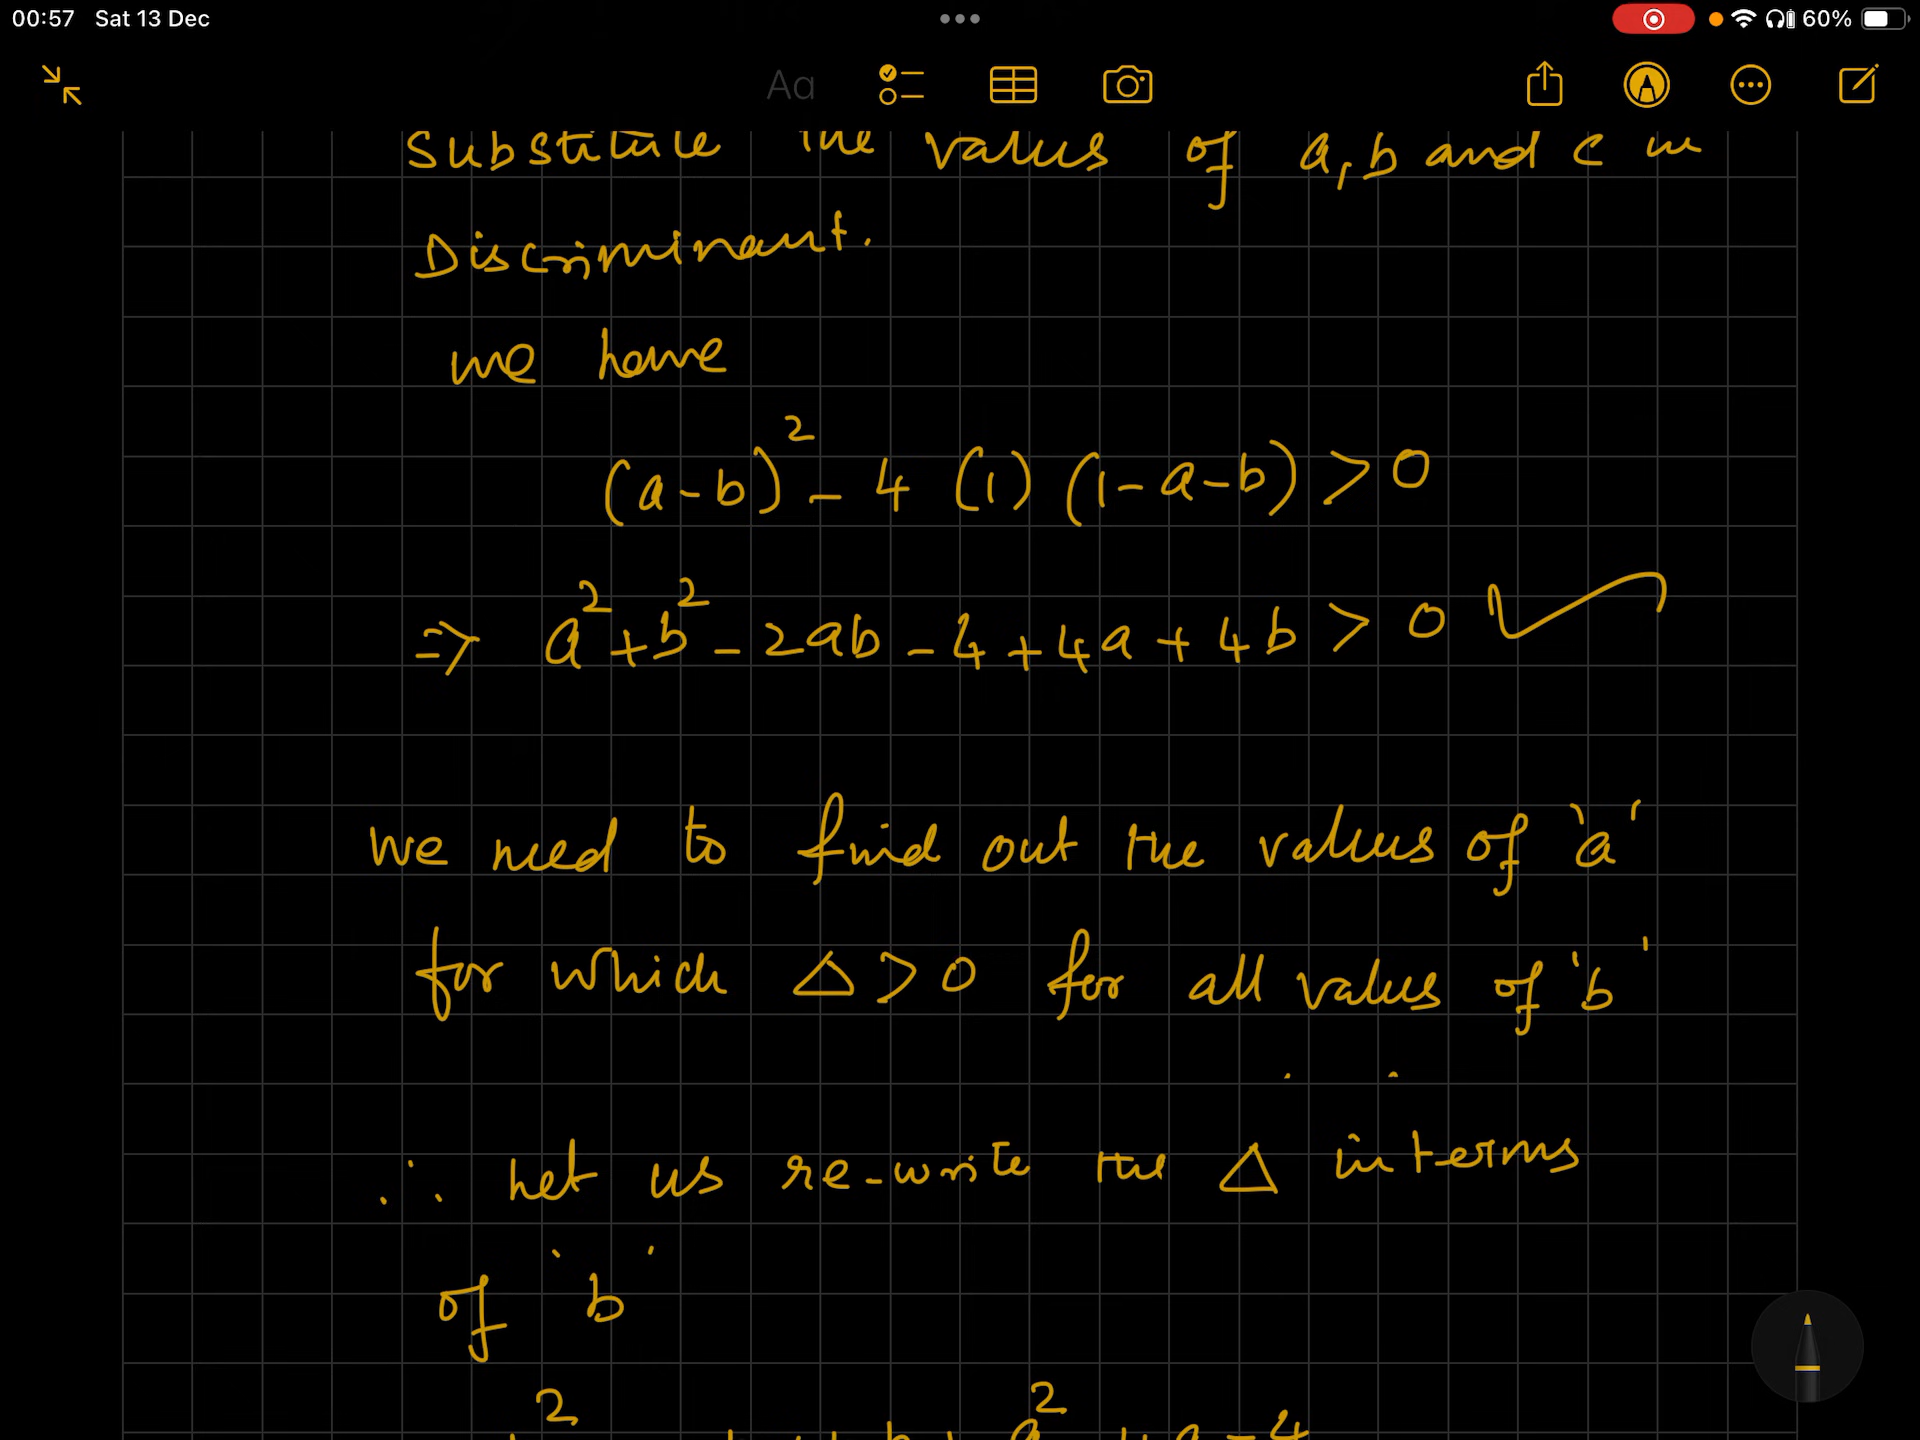 00:57 Sat 13 Dec
60%
Aa
Substitute the values of a, b and c in
Discriminant.
we have
(a-b)² - 4 (1) (1-a-b) > 0
⇒ a² + b² - 2ab - 4 + 4a + 4b > 0 ✓
we need to find out the values of 'a'
for which △ > 0 for all values of 'b'
∴ Let us re-write the △ in terms
of 'b'